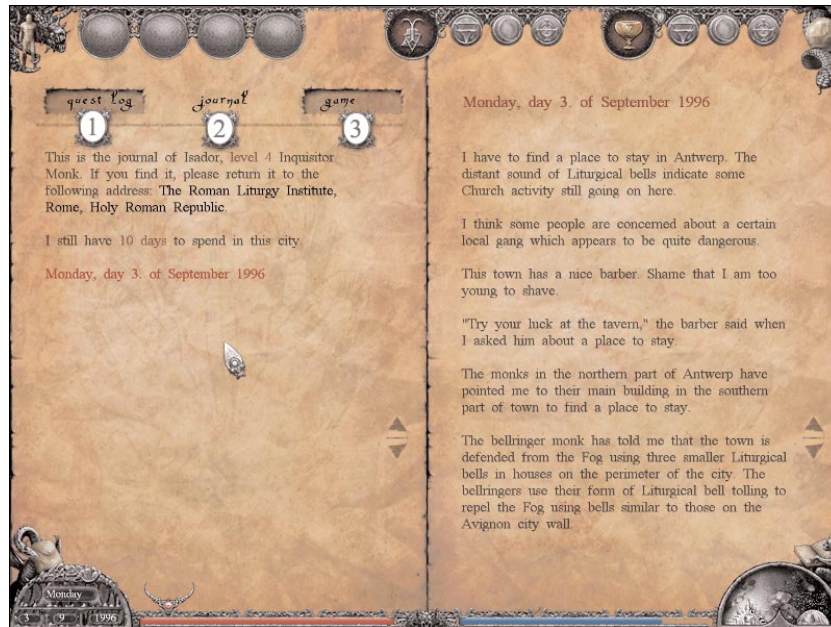 quest log
journal
game
1
2
3
This is the journal of Isador, level 4 Inquisitor
Monk. If you find it, please return it to the
following address: The Roman Liturgy Institute,
Rome, Holy Roman Republic.
I still have 10 days to spend in this city.
Monday, day 3. of September 1996
Monday, day 3. of September 1996
I have to find a place to stay in Antwerp. The
distant sound of Liturgical bells indicate some
Church activity still going on here.
I think some people are concerned about a certain
local gang which appears to be quite dangerous.
This town has a nice barber. Shame that I am too
young to shave.
"Try your luck at the tavern," the barber said when
I asked him about a place to stay.
The monks in the northern part of Antwerp have
pointed me to their main building in the southern
part of town to find a place to stay.
The bellringer monk has told me that the town is
defended from the Fog using three smaller Liturgical
bells in houses on the perimeter of the city. The
bellringers use their form of Liturgical bell tolling to
repel the Fog using bells similar to those on the
Avignon city wall.
Monday
3 9 1996